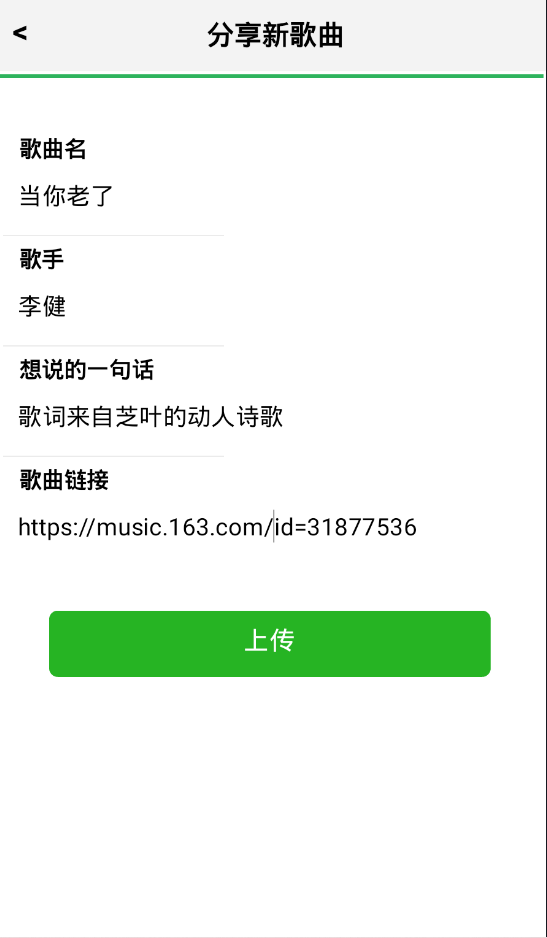 <
分享新歌曲
歌曲名
当你老了
歌手
李健
想说的一句话
歌词来自芝叶的动人诗歌
歌曲链接
https://music.163.com/id=31877536
上传